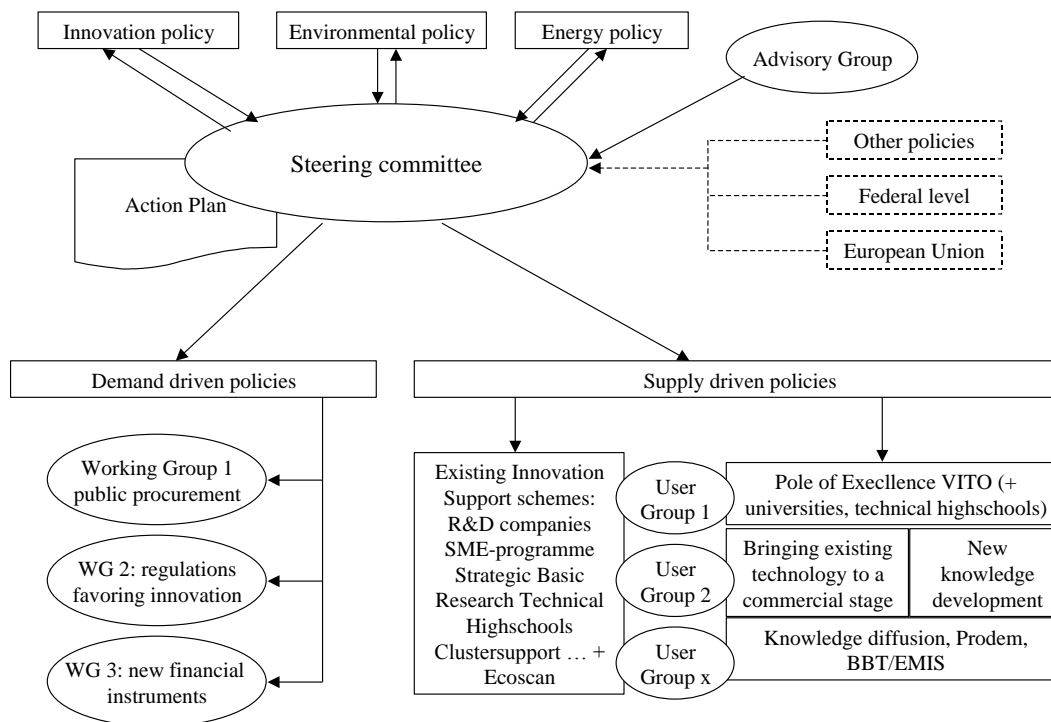 Innovation policy
Environmental policy
Energy policy
Advisory Group
Steering committee
Action Plan
Other policies
Federal level
European Union
Demand driven policies
Supply driven policies
Working Group 1
public procurement
WG 2: regulations
favoring innovation
WG 3: new financial
instruments
Existing Innovation
Support schemes:
R&D companies
SME-programme
Strategic Basic
Research Technical
Highschools
Clustersupport … +
Ecoscan
User
Group 1
User
Group 2
User
Group x
Pole of Execllence VITO (+
universities, technical highschools)
Bringing existing
technology to a
commercial stage
New
knowledge
development
Knowledge diffusion, Prodem,
BBT/EMIS